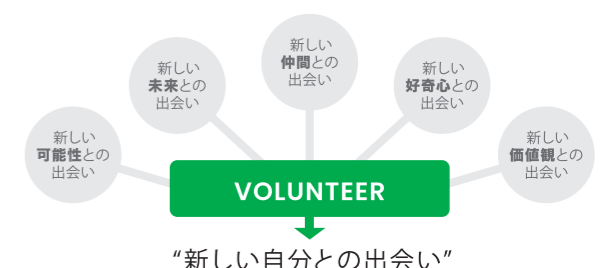 新しい
可能性との
出会い
新しい
未来との
出会い
新しい
仲間との
出会い
新しい
好奇心との
出会い
新しい
価値観との
出会い
VOLUNTEER
“新しい自分との出会い”